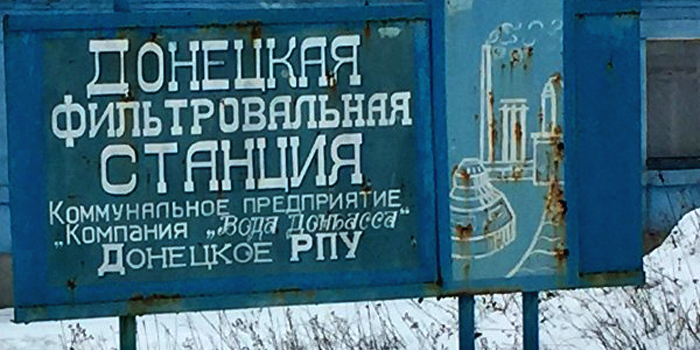 ДОНЕЦКАЯ
ФИЛЬТРОВАЛЬНАЯ
СТАНЦИЯ
КОММУНАЛЬНОЕ ПРЕДПРИЯТИЕ
„КОМПАНИЯ „Вода Донбасса“
ДОНЕЦКОЕ РПУ